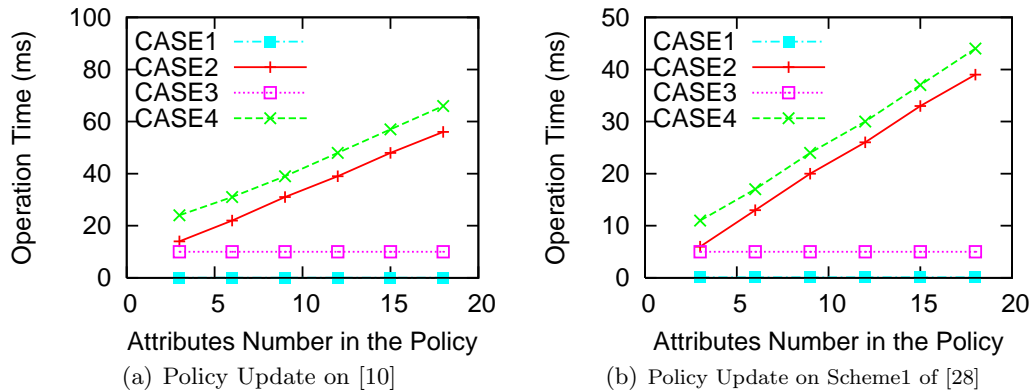 100
80
60
40
20
0
0 5 10 15 20
Operation Time (ms)
Attributes Number in the Policy
CASE1
CASE2
CASE3
CASE4
(a) Policy Update on [10]
50
40
30
20
10
0
0 5 10 15 20
Operation Time (ms)
Attributes Number in the Policy
CASE1
CASE2
CASE3
CASE4
(b) Policy Update on Scheme1 of [28]